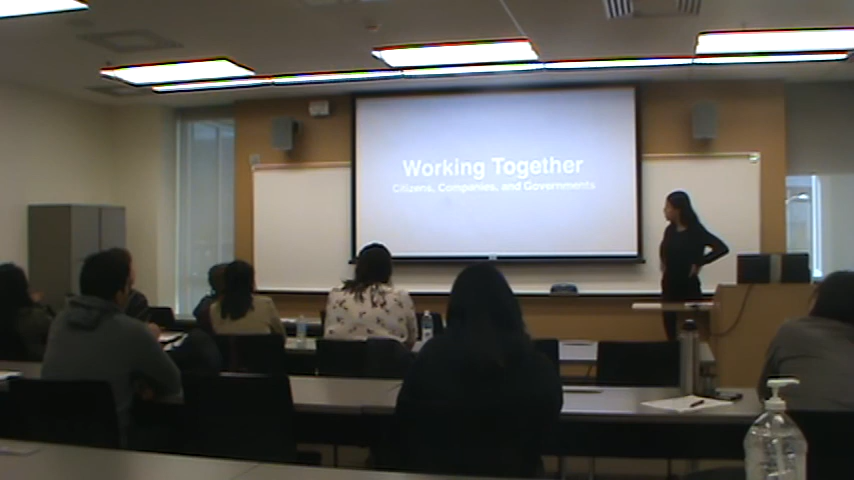 Working Together
Citizens, Companies, and Governments